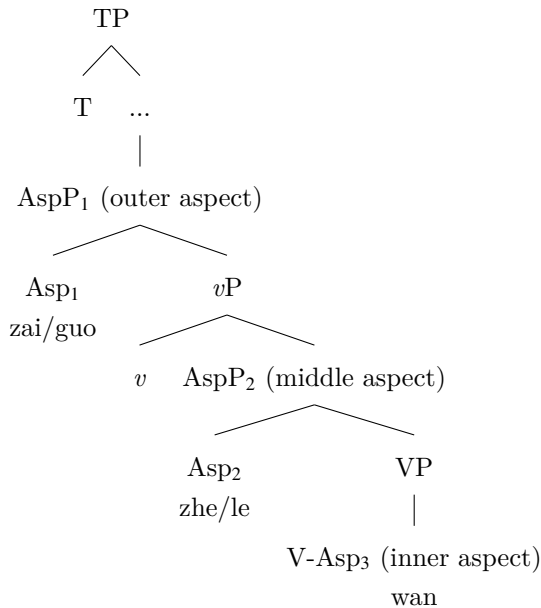 TP
T ...
AspP₁ (outer aspect)
Asp₁ vP
zai/guo
v AspP₂ (middle aspect)
Asp₂ VP
zhe/le
V-Asp₃ (inner aspect)
wan